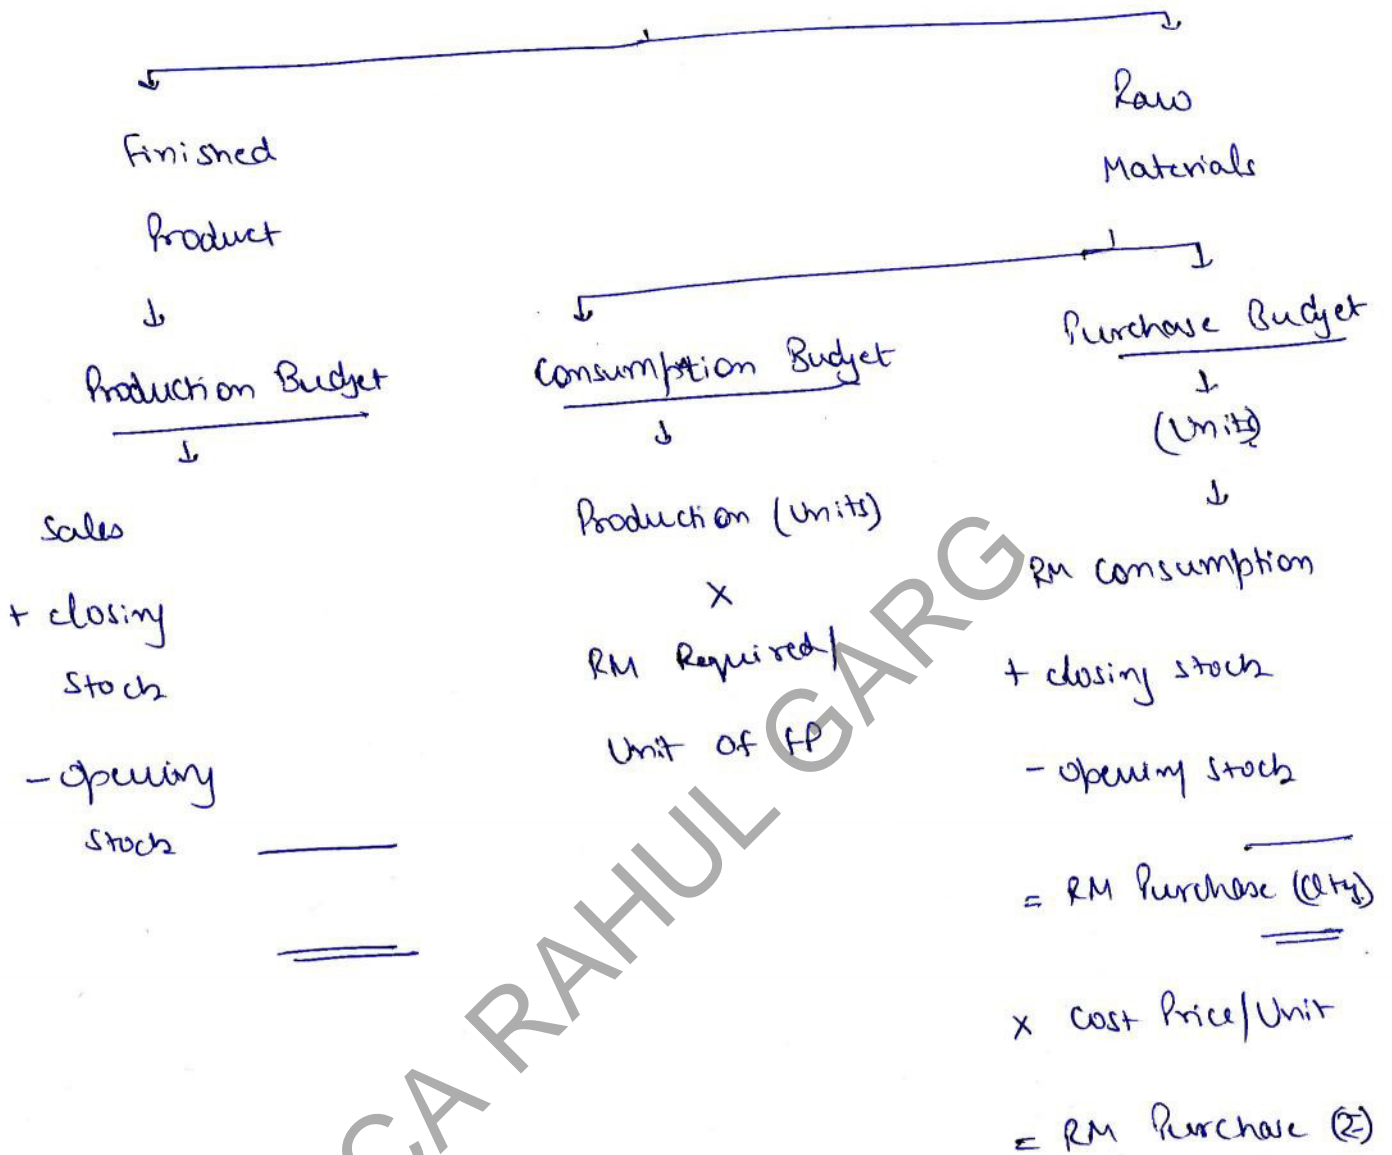 Finished
Product
↓
Production Budget
↓
Sales
+ closing
Stock
- opening
Stock
Raw
Materials
Consumption Budget
↓
Production (Units)
×
RM Required/
Unit of FP
Purchase Budget
↓
(Units)
↓
RM Consumption
+ closing stock
- opening stock
= RM Purchase (Qty)
× Cost Price/Unit
= RM Purchase (₹)
CA RAHUL GARG